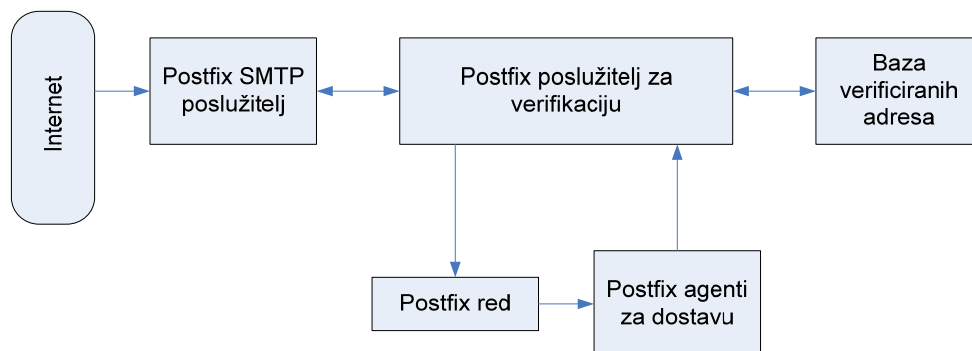 Internet
Postfix SMTP
poslužitelj
Postfix poslužitelj za
verifikaciju
Baza
verificiranih
adresa
Postfix red
Postfix agenti
za dostavu